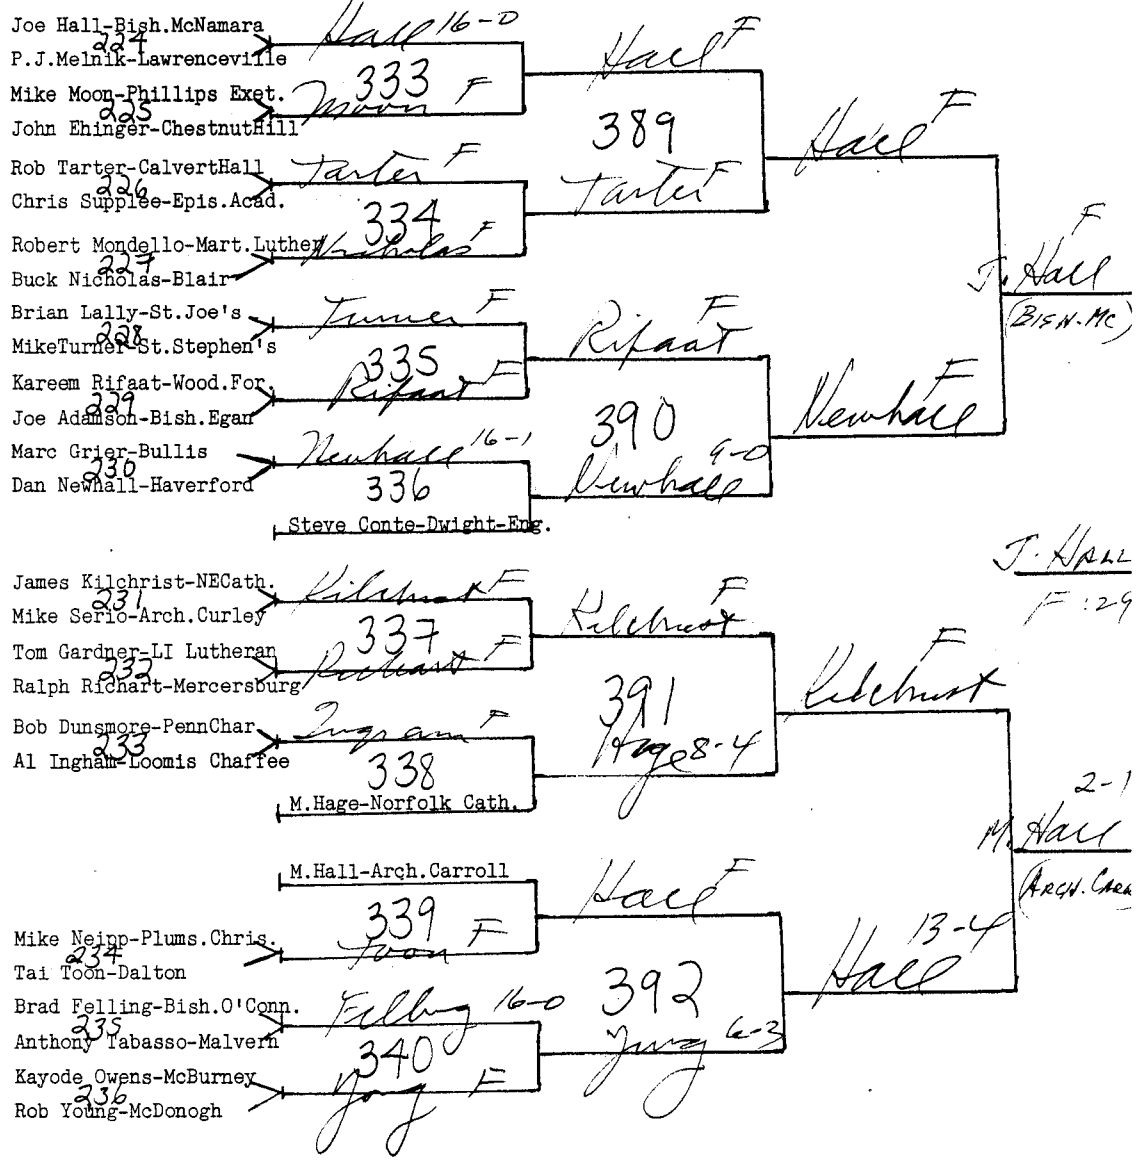 Joe Hall-Bish.McNamara
224
P.J.Melnik-Lawrenceville
Hall 16-0
333
Mike Moon-Phillips Exet.
225
John Ehinger-ChestnutHill
Moon F
Hall F
389
Rob Tarter-CalvertHall
226
Chris Supplee-Epis.Acad.
Tarter F
334
Robert Mondello-Mart.Luther
227
Buck Nicholas-Blair
Nicholas F
Tarter F
Hall F
Brian Lally-St.Joe's
228
MikeTurner-St.Stephen's
Turner F
335
Kareem Rifaat-Wood.For.
229
Joe Adamson-Bish.Egan
Rifaat F
Rifaat F
390
Marc Grier-Bullis
230
Dan Newhall-Haverford
Newhall 16-1
336
Steve Conte-Dwight-Eng.
Newhall 9-0
Newhall F
J. Hall F
(BISH.MC)
James Kilchrist-NECath.
231
Mike Serio-Arch.Curley
Kilchrist F
337
Tom Gardner-LI Lutheran
232
Ralph Richart-Mercersburg
Richart F
Kilchrist F
391
Bob Dunsmore-PennChar
233
Al Ingham-Loomis Chaffee
F
338
M.Hage-Norfolk Cath.
Hage 8-4
Kilchrist F
J. HALL
F :29
M.Hall-Arch.Carroll
339
Mike Neipp-Plums.Chris.
234
Tai Toon-Dalton
Toon F
Hall F
392
Brad Felling-Bish.O'Conn.
235
Anthony Tabasso-Malvern
Felling 16-0
340
Kayode Owens-McBurney
236
Rob Young-McDonogh
Yong F
Yung 6-3
Hall 13-4
M. Hall 2-1
(ARCH.CARR